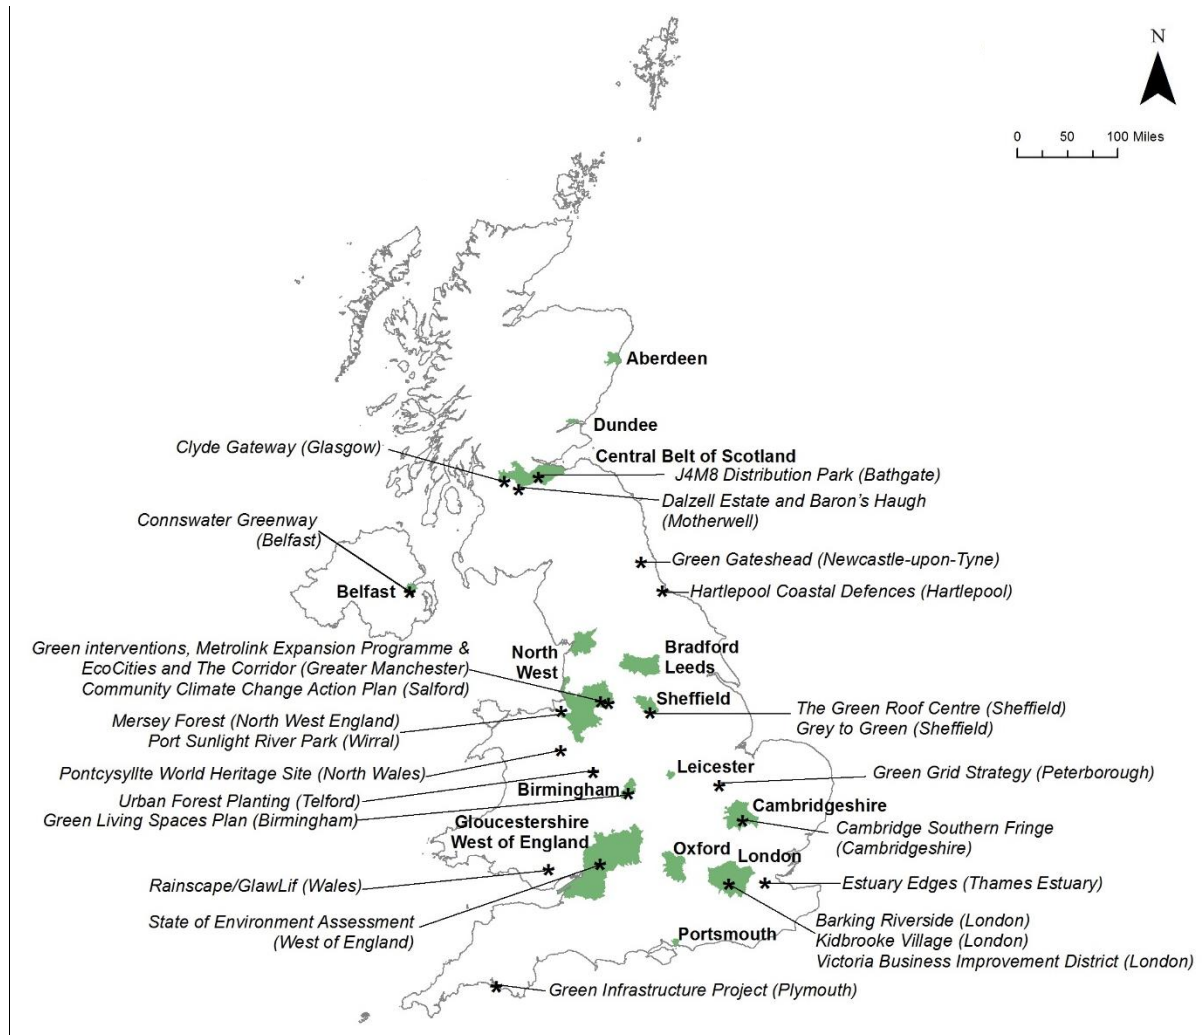 N
0 50 100 Miles
Aberdeen
Dundee
Clyde Gateway (Glasgow)
Central Belt of Scotland
J4M8 Distribution Park (Bathgate)
Dalzell Estate and Baron's Haugh
(Motherwell)
Connswater Greenway
(Belfast)
Green Gateshead (Newcastle-upon-Tyne)
Belfast
Hartlepool Coastal Defences (Hartlepool)
Green interventions, Metrolink Expansion Programme &
EcoCities and The Corridor (Greater Manchester)
Community Climate Change Action Plan (Salford)
North
West
Bradford
Leeds
Sheffield
Mersey Forest (North West England)
Port Sunlight River Park (Wirral)
The Green Roof Centre (Sheffield)
Grey to Green (Sheffield)
Pontcysyllte World Heritage Site (North Wales)
Leicester
Green Grid Strategy (Peterborough)
Urban Forest Planting (Telford)
Birmingham
Green Living Spaces Plan (Birmingham)
Cambridgeshire
Cambridge Southern Fringe
(Cambridgeshire)
Gloucestershire
West of England
Oxford
London
Rainscape/GlawLif (Wales)
Estuary Edges (Thames Estuary)
State of Environment Assessment
(West of England)
Barking Riverside (London)
Kidbrooke Village (London)
Victoria Business Improvement District (London)
Portsmouth
Green Infrastructure Project (Plymouth)